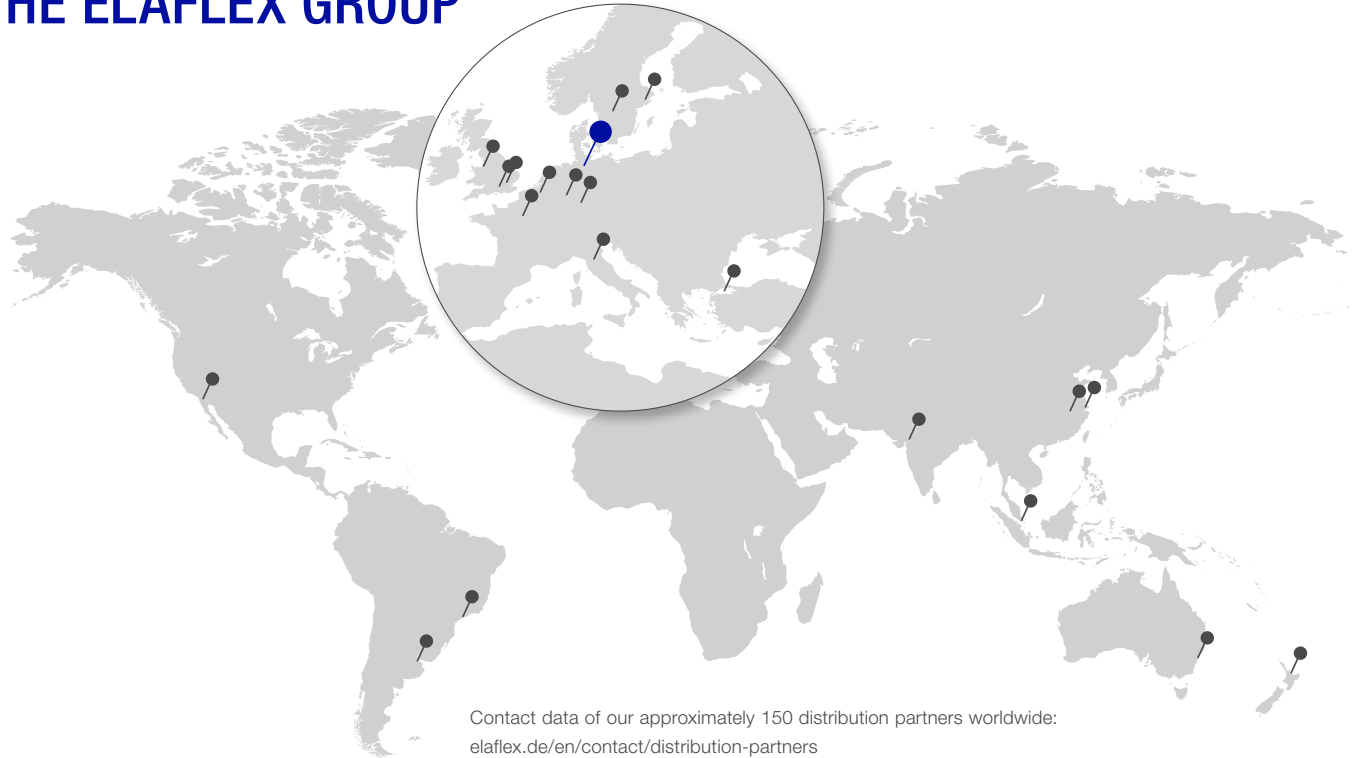 HE ELAFLEX GROUP
Contact data of our approximately 150 distribution partners worldwide:
elaflex.de/en/contact/distribution-partners